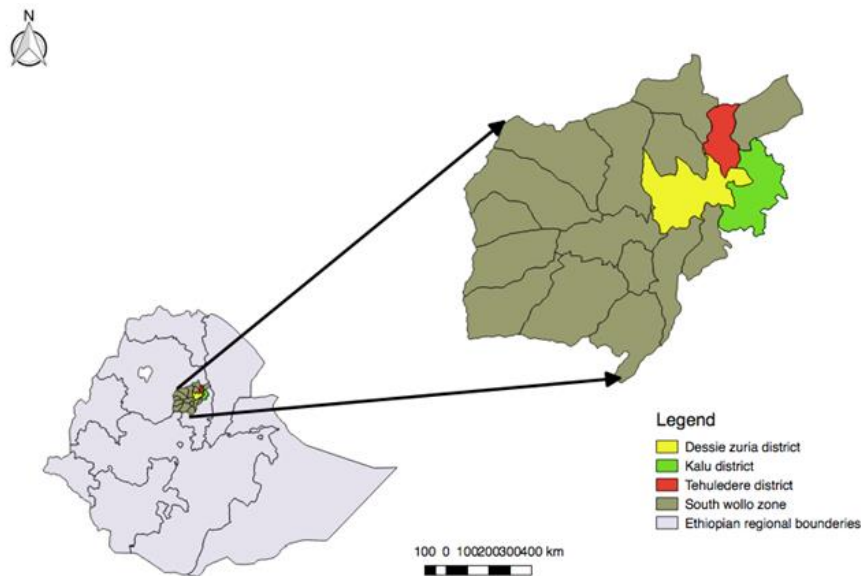 N
Legend
Dessie zuria district
Kalu district
Tehuledere district
South wollo zone
Ethiopian regional bounderies
100 0 100200300400 km